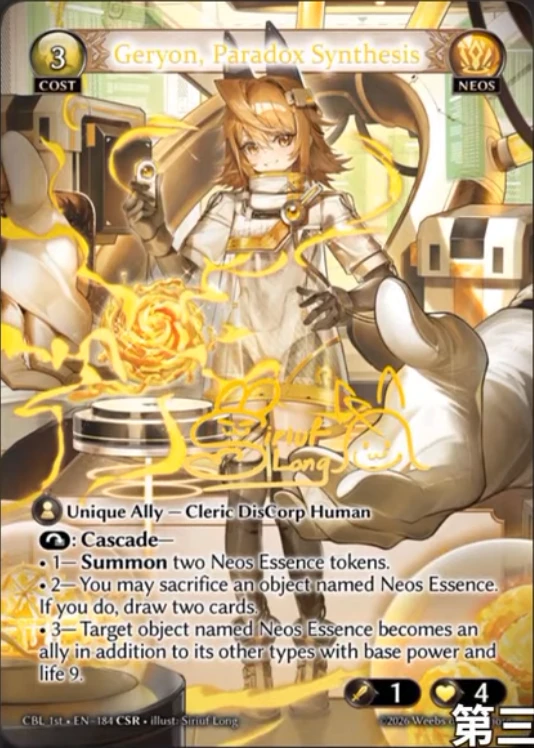 3
COST
Geryon, Paradox Synthesis
NEOS
Siriuf
Long
Unique Ally — Cleric DisCorp Human
: Cascade—
• 1— Summon two Neos Essence tokens.
• 2— You may sacrifice an object named Neos Essence.
If you do, draw two cards.
• 3— Target object named Neos Essence becomes an
ally in addition to its other types with base power and
life 9.
1
4
CBL 1st • EN-184 CSR • illust: Siriuf Long
©2026 Weebs
第三